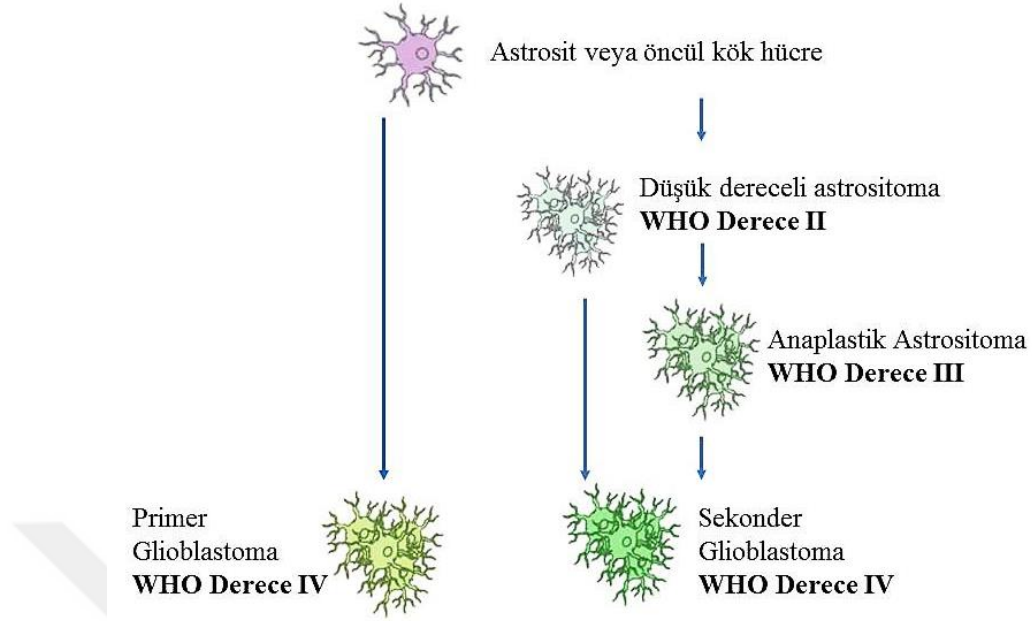 Astrosit veya öncül kök hücre
Düşük dereceli astrositoma
WHO Derece II
Anaplastik Astrositoma
WHO Derece III
Primer
Glioblastoma
WHO Derece IV
Sekonder
Glioblastoma
WHO Derece IV